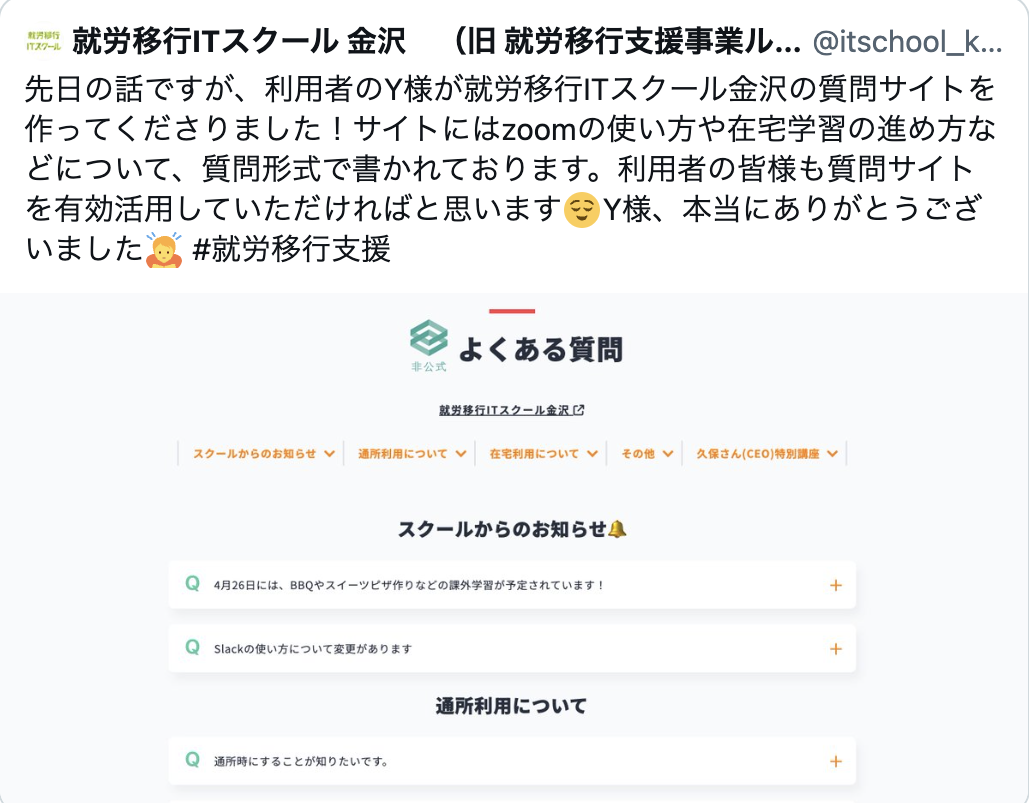 就労移行ITスクール
就労移行ITスクール 金沢　（旧 就労移行支援事業ル... @itschool_k...
先日の話ですが、利用者のY様が就労移行ITスクール金沢の質問サイトを
作ってくださりました！サイトにはzoomの使い方や在宅学習の進め方な
どについて、質問形式で書かれております。利用者の皆様も質問サイト
を有効活用していただければと思います😌Y様、本当にありがとうござ
いました🙇 #就労移行支援
非公式
よくある質問
就労移行ITスクール金沢
スクールからのお知らせ 通所利用について 在宅利用について その他 久保さん(CEO)特別講座
スクールからのお知らせ🔔
Q 4月26日には、BBQやスイーツピザ作りなどの課外学習が予定されています！ +
Q Slackの使い方について変更があります +
通所利用について
Q 通所時にすることが知りたいです。 +